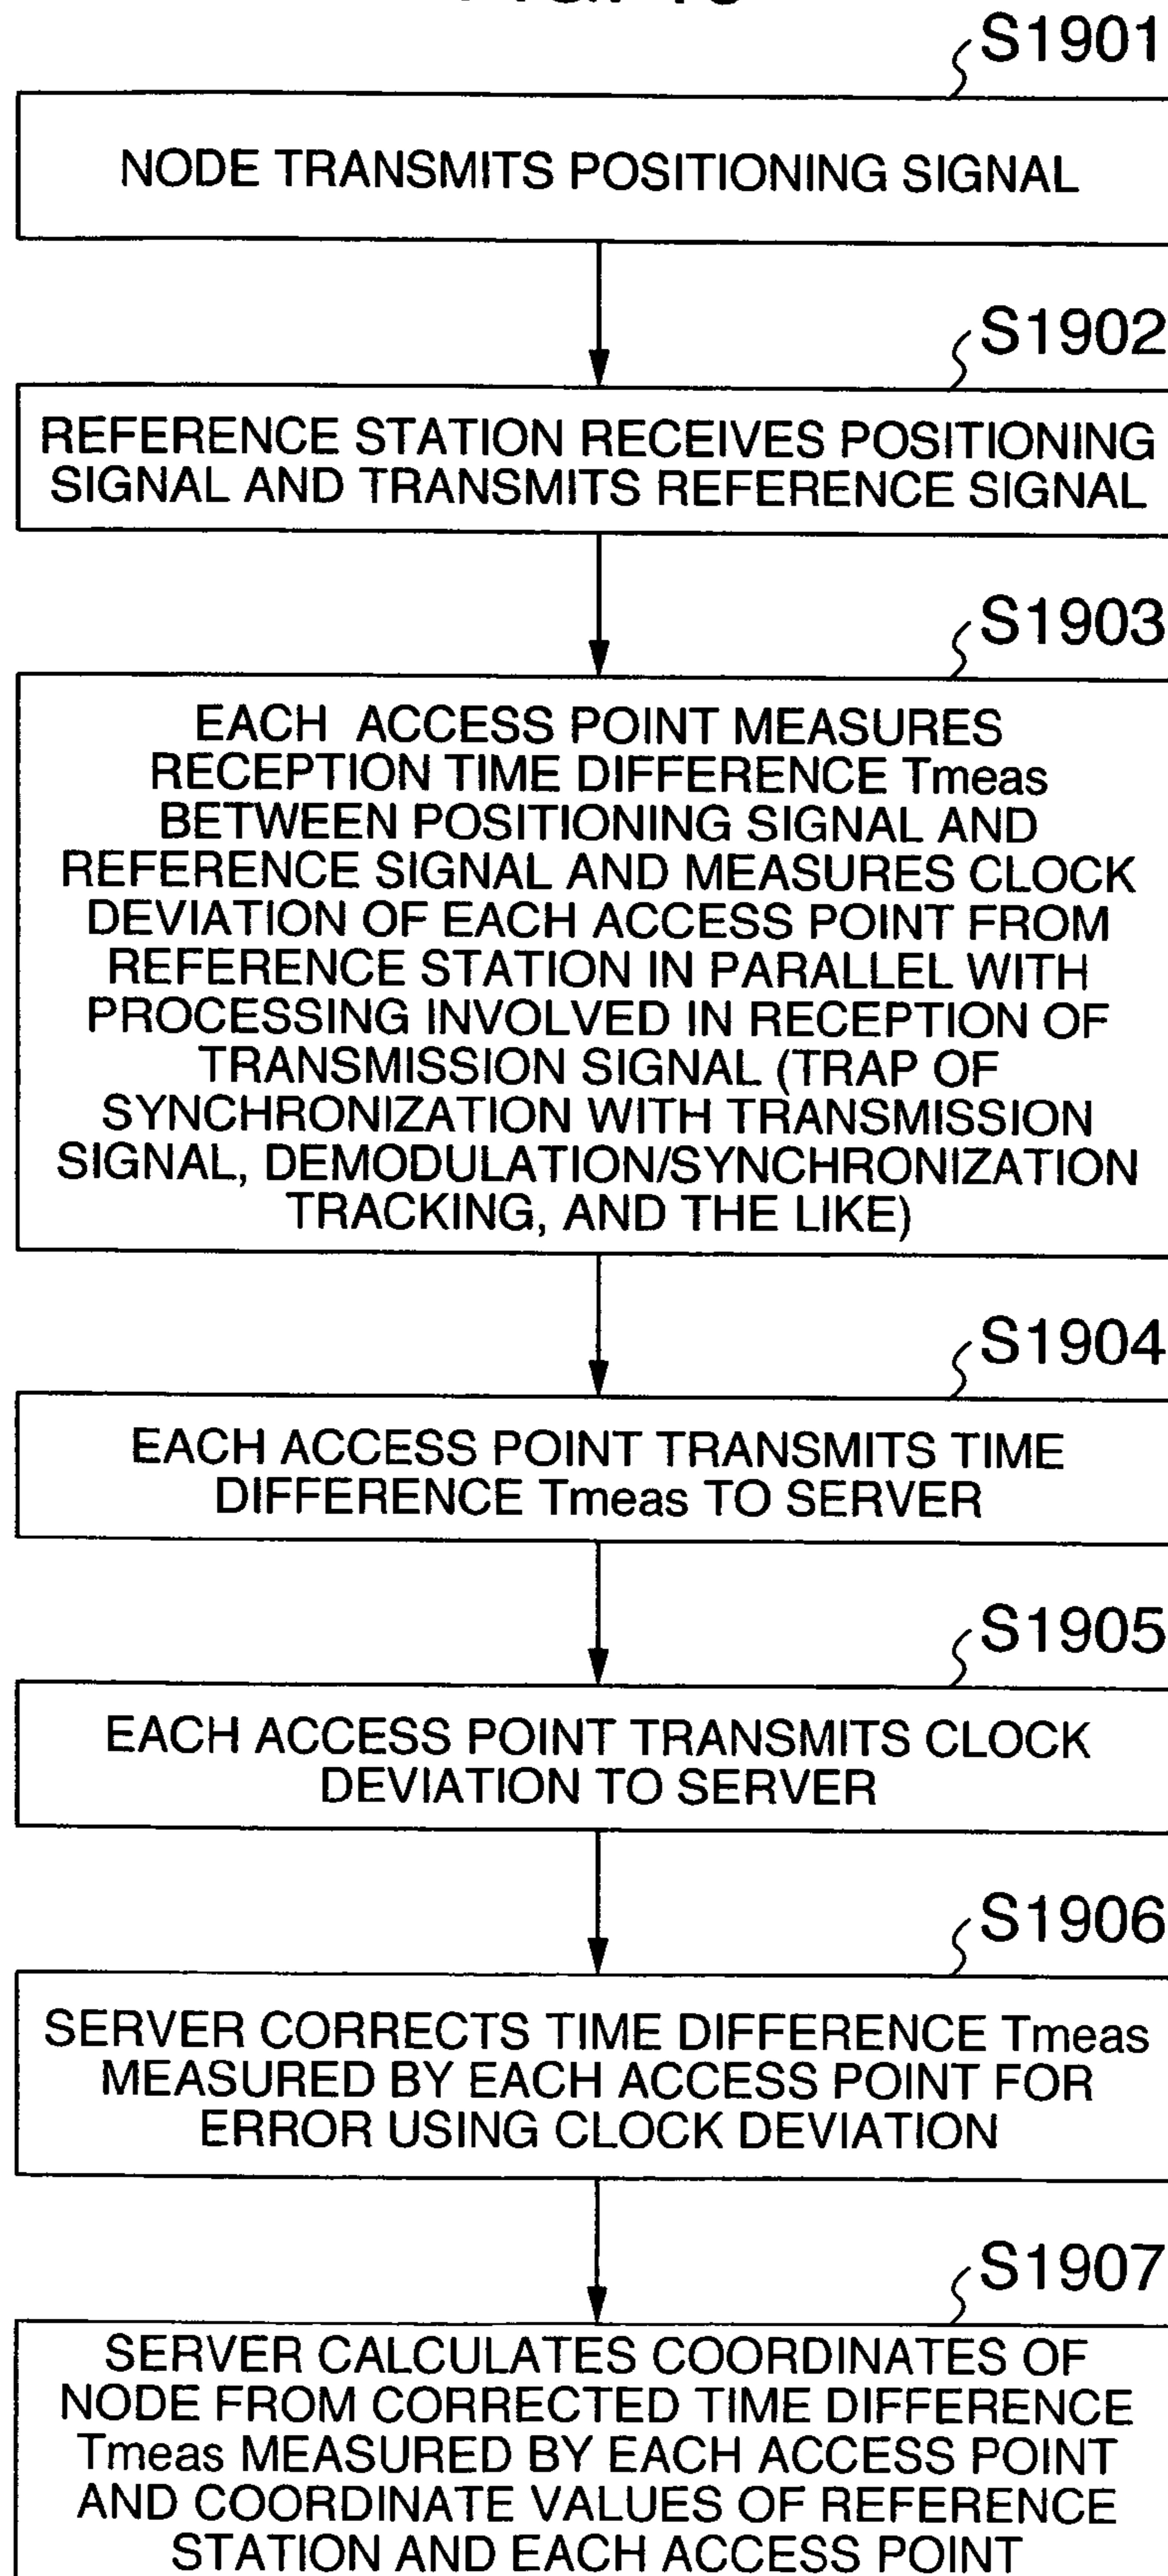 S1901
NODE TRANSMITS POSITIONING SIGNAL
S1902
REFERENCE STATION RECEIVES POSITIONING
SIGNAL AND TRANSMITS REFERENCE SIGNAL
S1903
EACH ACCESS POINT MEASURES
RECEPTION TIME DIFFERENCE Tmeas
BETWEEN POSITIONING SIGNAL AND
REFERENCE SIGNAL AND MEASURES CLOCK
DEVIATION OF EACH ACCESS POINT FROM
REFERENCE STATION IN PARALLEL WITH
PROCESSING INVOLVED IN RECEPTION OF
TRANSMISSION SIGNAL (TRAP OF
SYNCHRONIZATION WITH TRANSMISSION
SIGNAL, DEMODULATION/SYNCHRONIZATION
TRACKING, AND THE LIKE)
S1904
EACH ACCESS POINT TRANSMITS TIME
DIFFERENCE Tmeas TO SERVER
S1905
EACH ACCESS POINT TRANSMITS CLOCK
DEVIATION TO SERVER
S1906
SERVER CORRECTS TIME DIFFERENCE Tmeas
MEASURED BY EACH ACCESS POINT FOR
ERROR USING CLOCK DEVIATION
S1907
SERVER CALCULATES COORDINATES OF
NODE FROM CORRECTED TIME DIFFERENCE
Tmeas MEASURED BY EACH ACCESS POINT
AND COORDINATE VALUES OF REFERENCE
STATION AND EACH ACCESS POINT